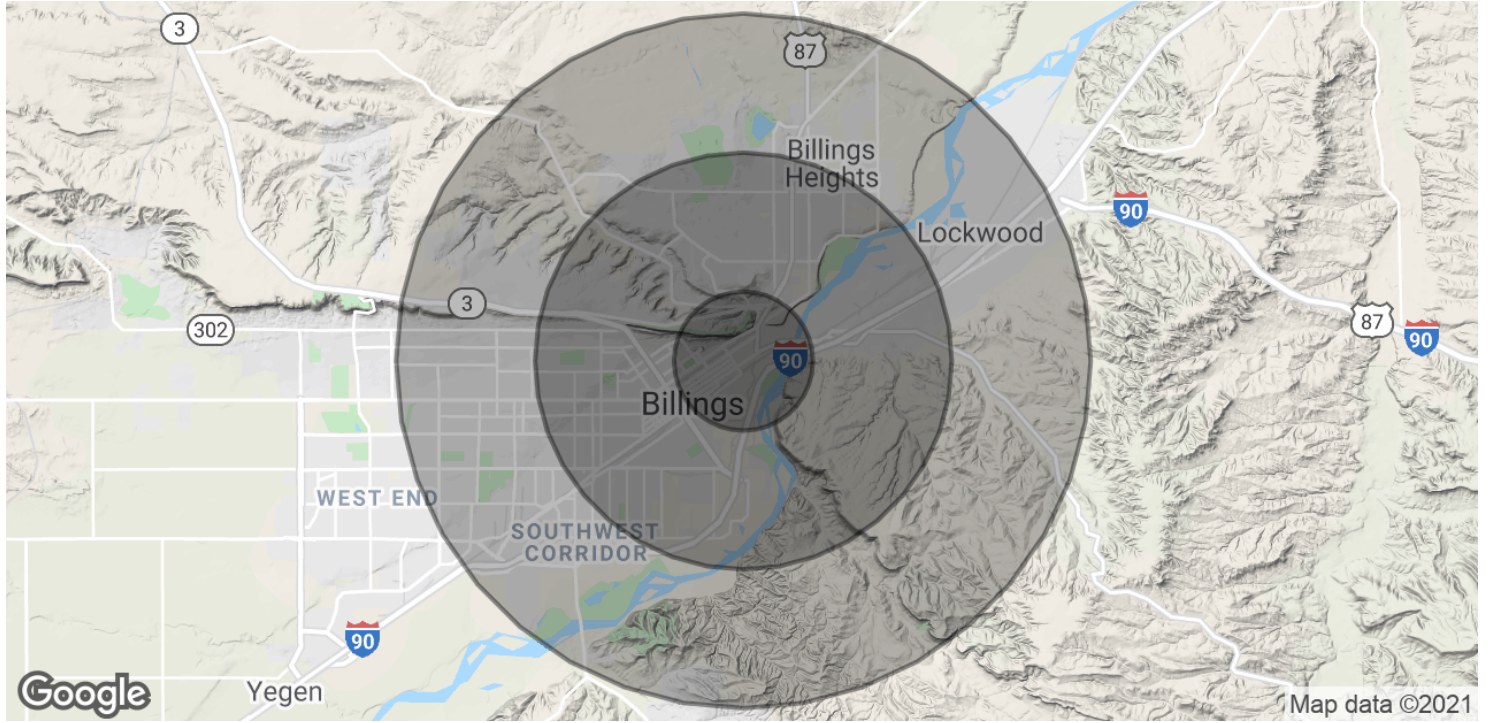 3
87
Billings
Heights
90
Lockwood
3
302
87
90
90
Billings
WEST END
SOUTHWEST
CORRIDOR
90
Yegen
Google
Map data ©2021